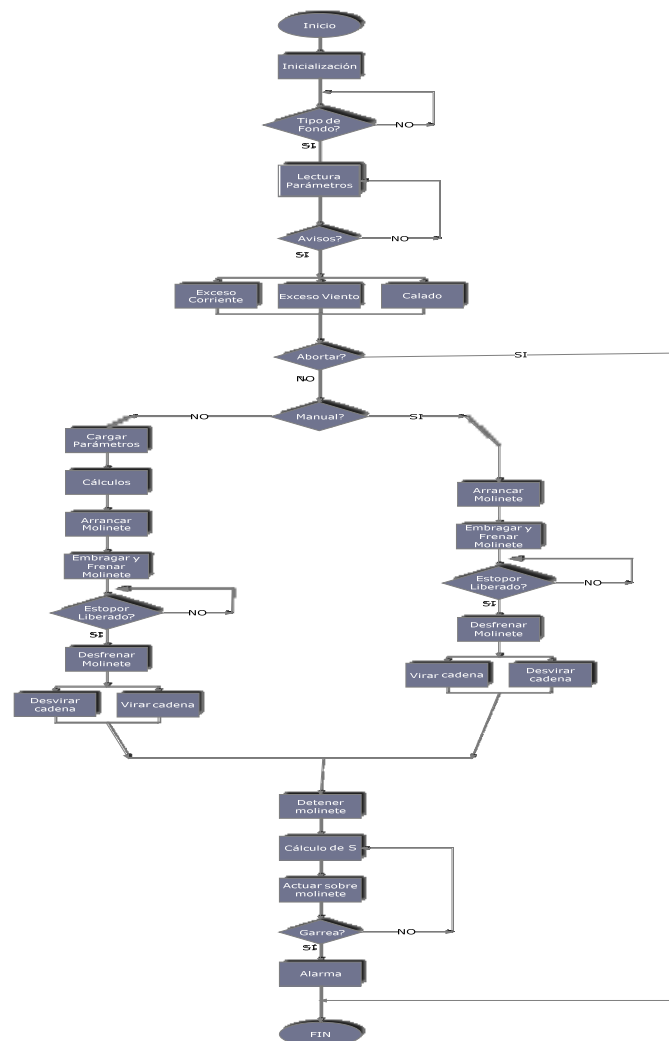 Inicio
Inicialización
Tipo de
Fondo?
NO
SI
Lectura
Parámetros
Avisos?
NO
SI
Exceso
Corriente
Exceso Viento
Calado
Abortar?
SI
NO
Manual?
NO
SI
Cargar
Parámetros
Cálculos
Arrancar
Molinete
Embragar y
Frenar
Molinete
Estopor
Liberado?
NO
SI
Desfrenar
Molinete
Desvirar
cadena
Virar cadena
Arrancar
Molinete
Embragar y
Frenar
Molinete
Estopor
Liberado?
NO
SI
Desfrenar
Molinete
Virar cadena
Desvirar
cadena
Detener
molinete
Cálculo de S
Actuar sobre
molinete
Garrea?
NO
SI
Alarma
FIN